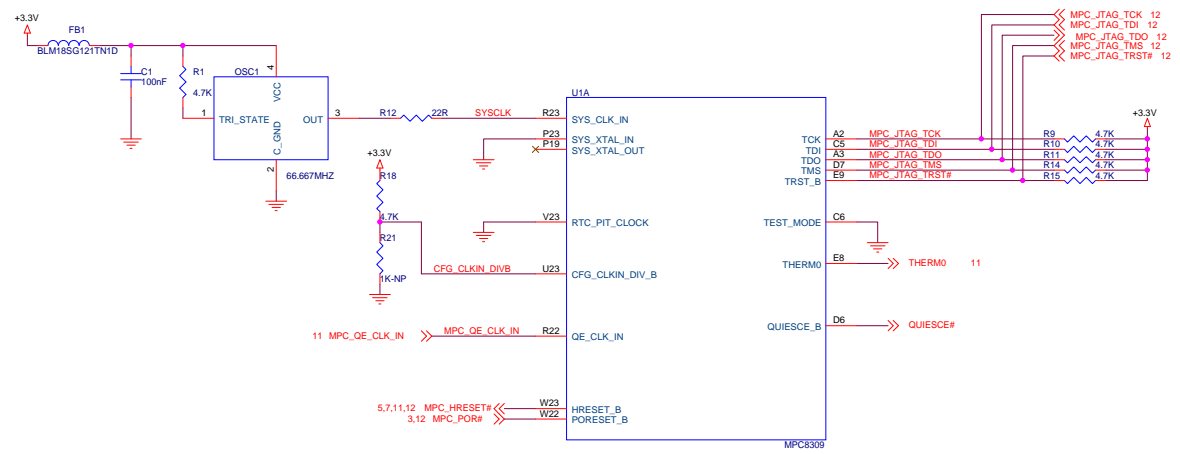 +3.3V
FB1
BLM18SG121TN1D
C1
100nF
R1
4.7K
OSC1
4
VCC
1
TRI_STATE
OUT
3
C_GND
2
66.667MHZ
R12
22R
SYSCLK
+3.3V
R18
4.7K
R21
1K-NP
CFG_CLKIN_DIVB
11 MPC_QE_CLK_IN
MPC_QE_CLK_IN
5,7,11,12 MPC_HRESET#
3,12 MPC_POR#
U1A
R23 SYS_CLK_IN
P23 SYS_XTAL_IN
P19 SYS_XTAL_OUT
V23 RTC_PIT_CLOCK
U23 CFG_CLKIN_DIV_B
R22 QE_CLK_IN
W23 HRESET_B
W22 PORESET_B
MPC8309
TCK A2 MPC_JTAG_TCK R9 4.7K
TDI C5 MPC_JTAG_TDI R10 4.7K
TDO A3 MPC_JTAG_TDO R11 4.7K
TMS D7 MPC_JTAG_TMS R14 4.7K
TRST_B E9 MPC_JTAG_TRST# R15 4.7K
TEST_MODE C6
THERM0 E8 THERM0 11
QUIESCE_B D6 QUIESCE#
MPC_JTAG_TCK 12
MPC_JTAG_TDI 12
MPC_JTAG_TDO 12
MPC_JTAG_TMS 12
MPC_JTAG_TRST# 12
+3.3V